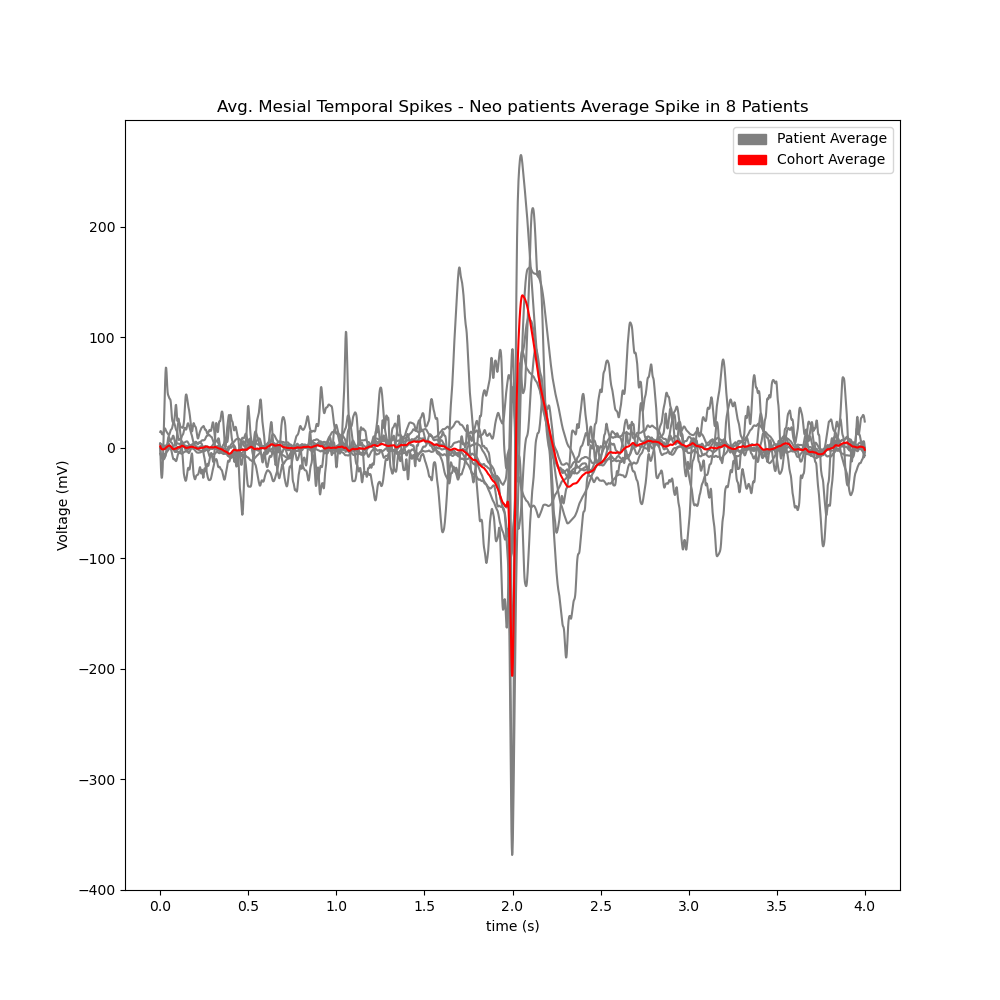 Avg. Mesial Temporal Spikes - Neo patients Average Spike in 8 Patients
Patient Average
Cohort Average
Voltage (mV)
200
100
0
−100
−200
−300
−400
0.0 0.5 1.0 1.5 2.0 2.5 3.0 3.5 4.0
time (s)